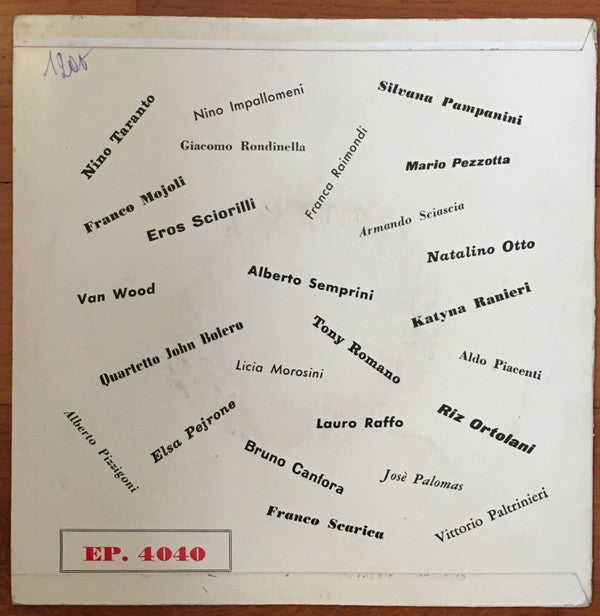 1200
Nino Taranto
Nino Impallomeni
Silvana Pampanini
Giacomo Rondinella
Franca Raimondi
Mario Pezzotta
Franco Mojoli
Eros Sciorilli
Armando Sciascia
Natalino Otto
Van Wood
Alberto Semprini
Katyna Ranieri
Quartetto John Bolero
Tony Romano
Licia Morosini
Aldo Piacenti
Alberto Pizzigoni
Elsa Pejrone
Lauro Raffo
Riz Ortolani
Bruno Canfora
Josè Palomas
Franco Scarica
Vittorio Paltrinieri
EP. 4040